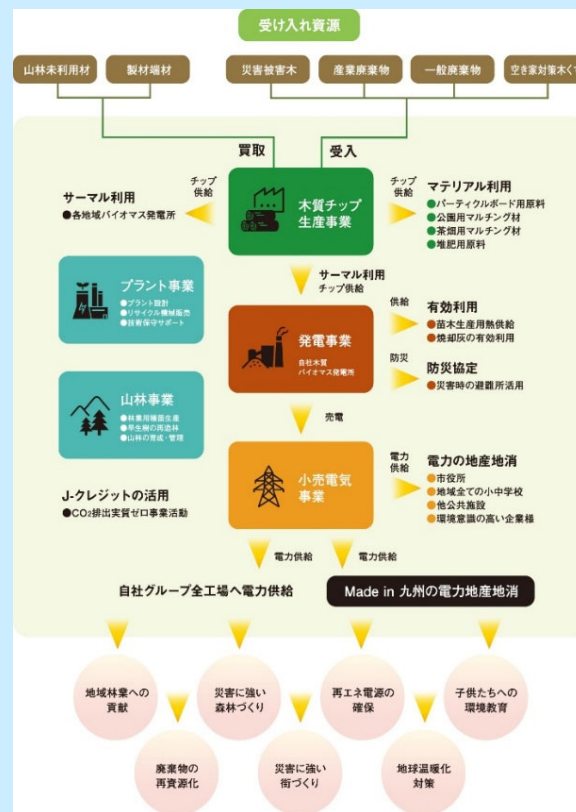 受け入れ資源
山林未利用材
製材端材
災害被害木
産業廃棄物
一般廃棄物
空き家対策木くず
買取
受入
チップ
供給
木質チップ
生産事業
チップ
供給
サーマル利用
●各地域バイオマス発電所
マテリアル利用
●パーティクルボード用原料
●公園用マルチング材
●茶畑用マルチング材
●堆肥用原料
サーマル利用
チップ供給
プラント事業
●プラント設計
●リサイクル機械販売
●技術保守サポート
発電事業
自社木質
バイオマス発電所
供給
有効利用
●苗木生産用熱供給
●焼却灰の有効利用
防災
防災協定
●災害時の避難所活用
山林事業
●林業用種苗生産
●早生樹の再造林
●山林の育成・管理
売電
小売電気
事業
電力
供給
電力の地産地消
●市役所
●地域全ての小中学校
●他公共施設
●環境意識の高い企業様
J-クレジットの活用
●CO2排出実質ゼロ事業活動
電力供給
電力供給
自社グループ全工場へ電力供給
Made in 九州の電力地産地消
地域林業への
貢献
災害に強い
森林づくり
再エネ電源の
確保
子供たちへの
環境教育
廃棄物の
再資源化
災害に強い
街づくり
地球温暖化
対策